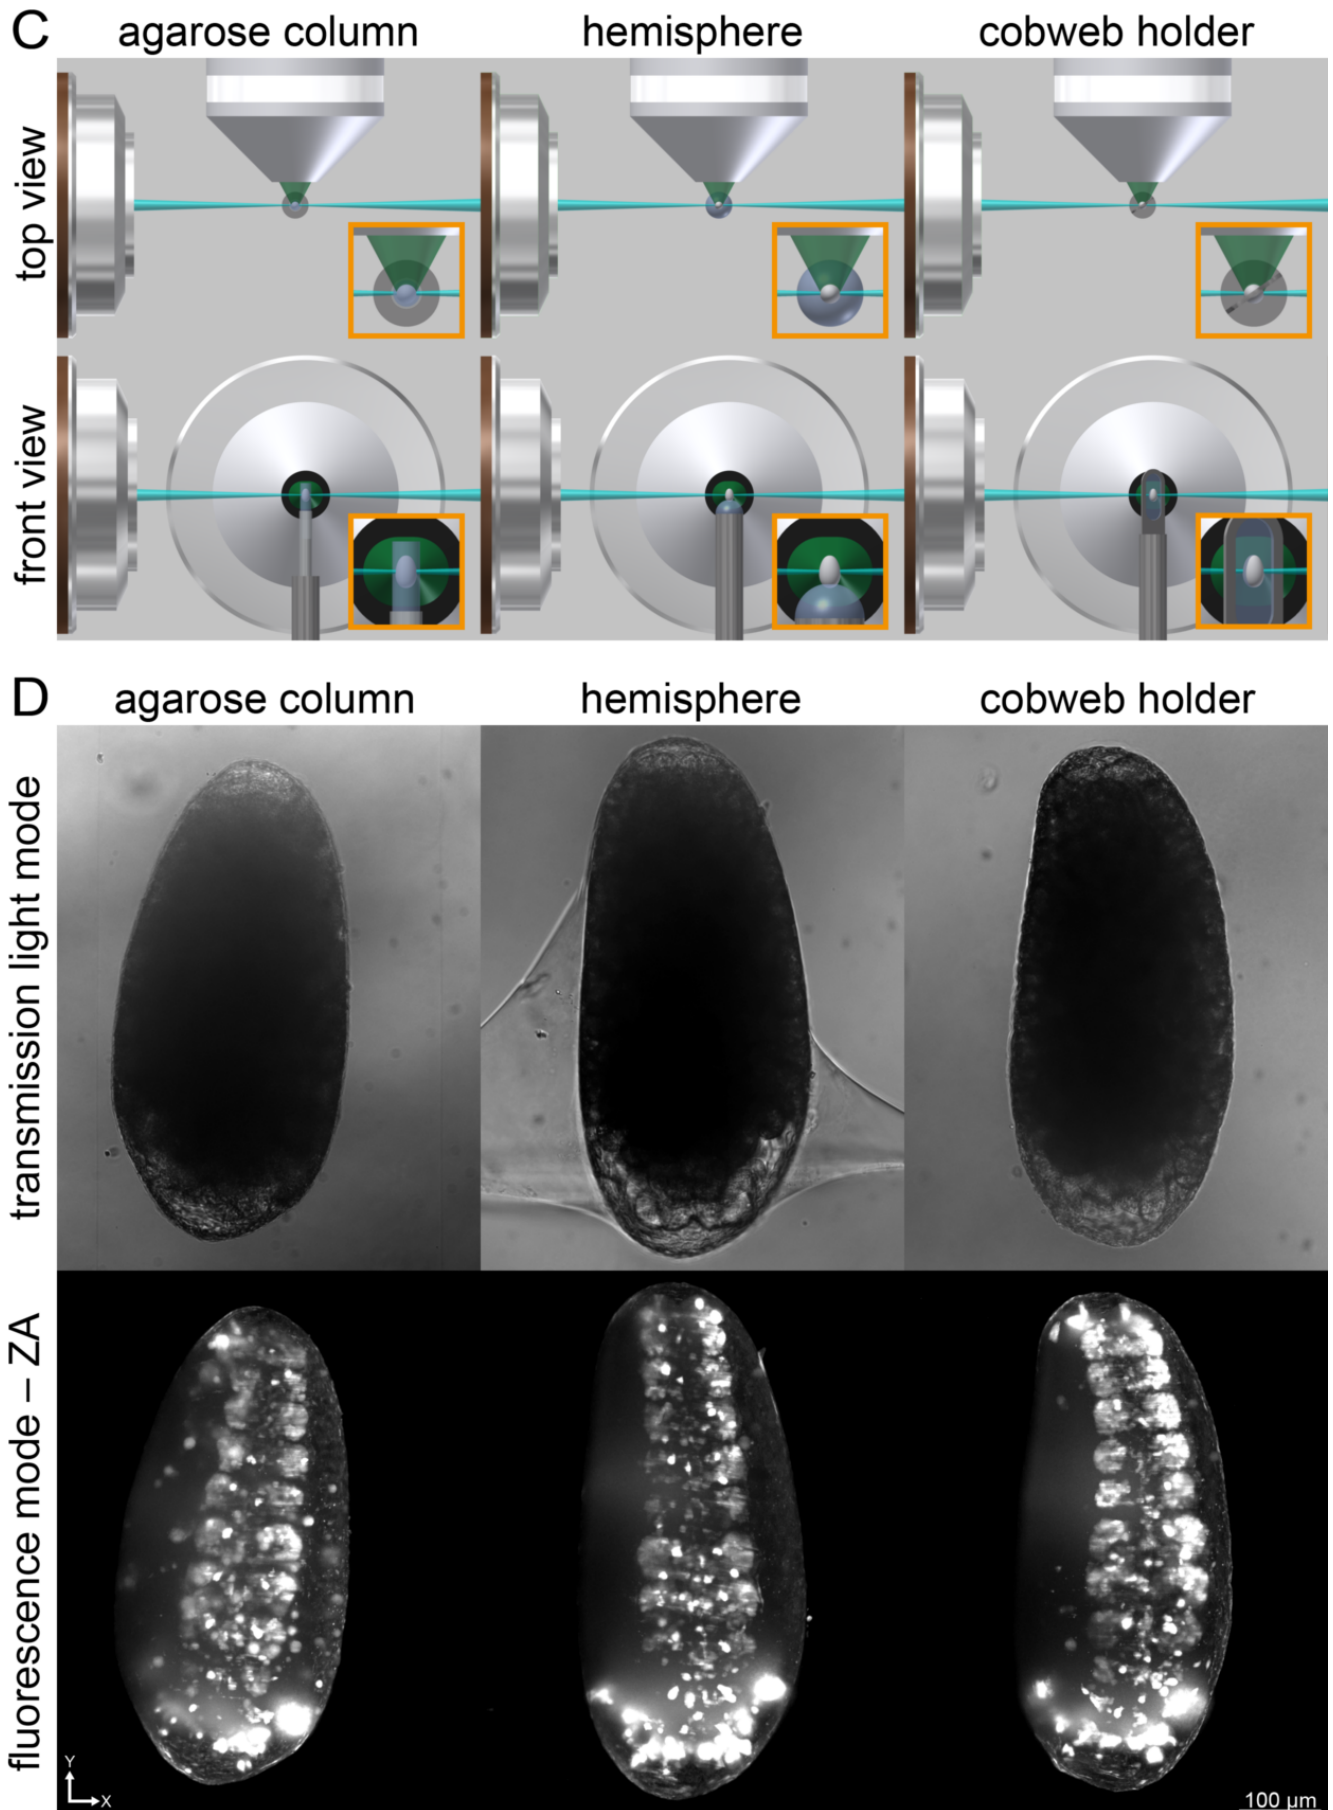 C
agarose column hemisphere cobweb holder
top view
front view
D
agarose column hemisphere cobweb holder
transmission light mode
fluorescence mode – ZA
Y
X
100 µm